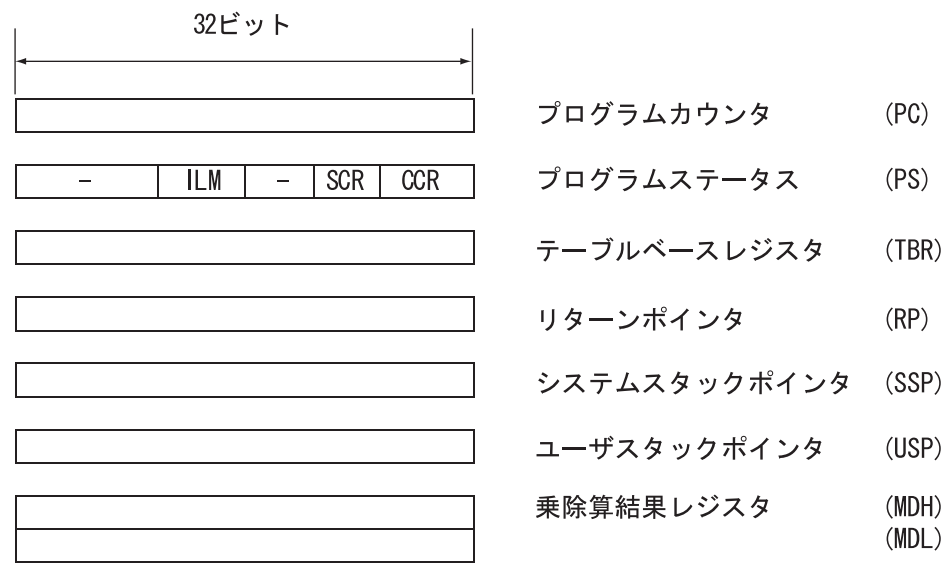 32ビット
プログラムカウンタ (PC)
- ILM - SCR CCR プログラムステータス (PS)
テーブルベースレジスタ (TBR)
リターンポインタ (RP)
システムスタックポインタ (SSP)
ユーザスタックポインタ (USP)
乗除算結果レジスタ (MDH)
(MDL)